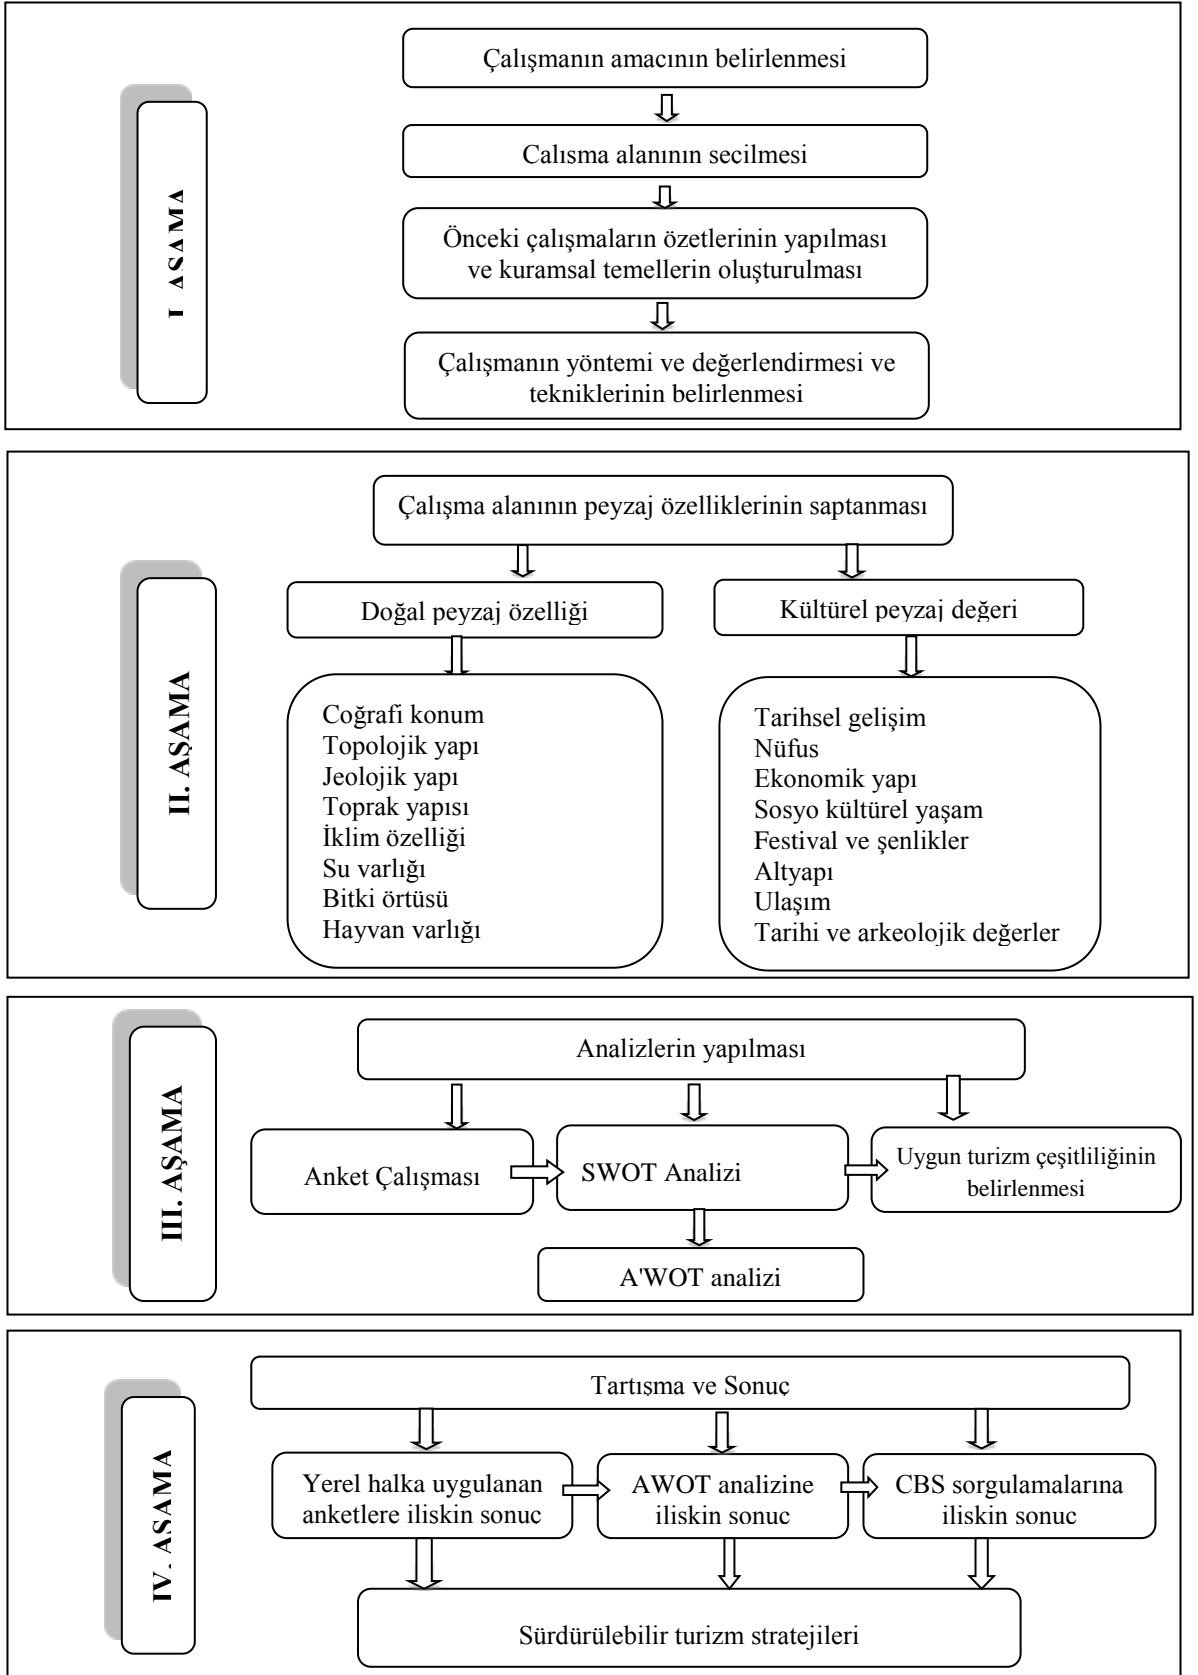 Çalışmanın amacının belirlenmesi
I. AŞAMA
Calısma alanının secilmesi
Önceki çalışmaların özetlerinin yapılması
ve kuramsal temellerin oluşturulması
Çalışmanın yöntemi ve değerlendirmesi ve
tekniklerinin belirlenmesi
Çalışma alanının peyzaj özelliklerinin saptanması
II. AŞAMA
Doğal peyzaj özelliği
Coğrafi konum
Topolojik yapı
Jeolojik yapı
Toprak yapısı
İklim özelliği
Su varlığı
Bitki örtüsü
Hayvan varlığı
Kültürel peyzaj değeri
Tarihsel gelişim
Nüfus
Ekonomik yapı
Sosyo kültürel yaşam
Festival ve şenlikler
Altyapı
Ulaşım
Tarihi ve arkeolojik değerler
III. AŞAMA
Analizlerin yapılması
Anket Çalışması
SWOT Analizi
Uygun turizm çeşitliliğinin
belirlenmesi
A'WOT analizi
IV. ASAMA
Tartısma ve Sonuç
Yerel halka uygulanan
anketlere iliskin sonuc
AWOT analizine
iliskin sonuc
CBS sorgulamalarına
iliskin sonuc
Sürdürülebilir turizm stratejileri